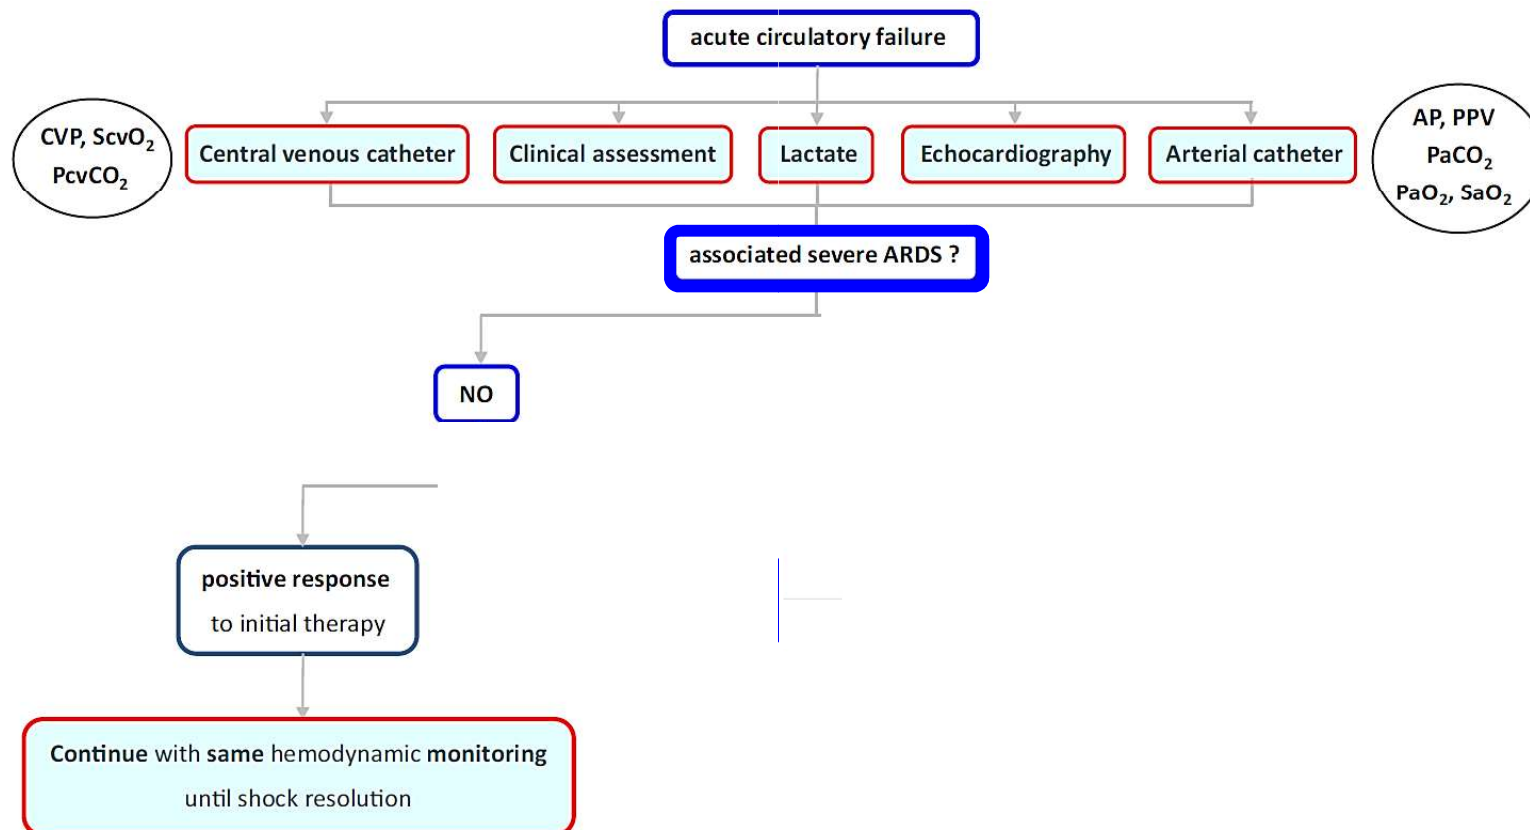 acute circulatory failure
CVP, ScvO₂
PcvCO₂
Central venous catheter
Clinical assessment
Lactate
Echocardiography
Arterial catheter
AP, PPV
PaCO₂
PaO₂, SaO₂
associated severe ARDS ?
NO
positive response
to initial therapy
Continue with same hemodynamic monitoring
until shock resolution